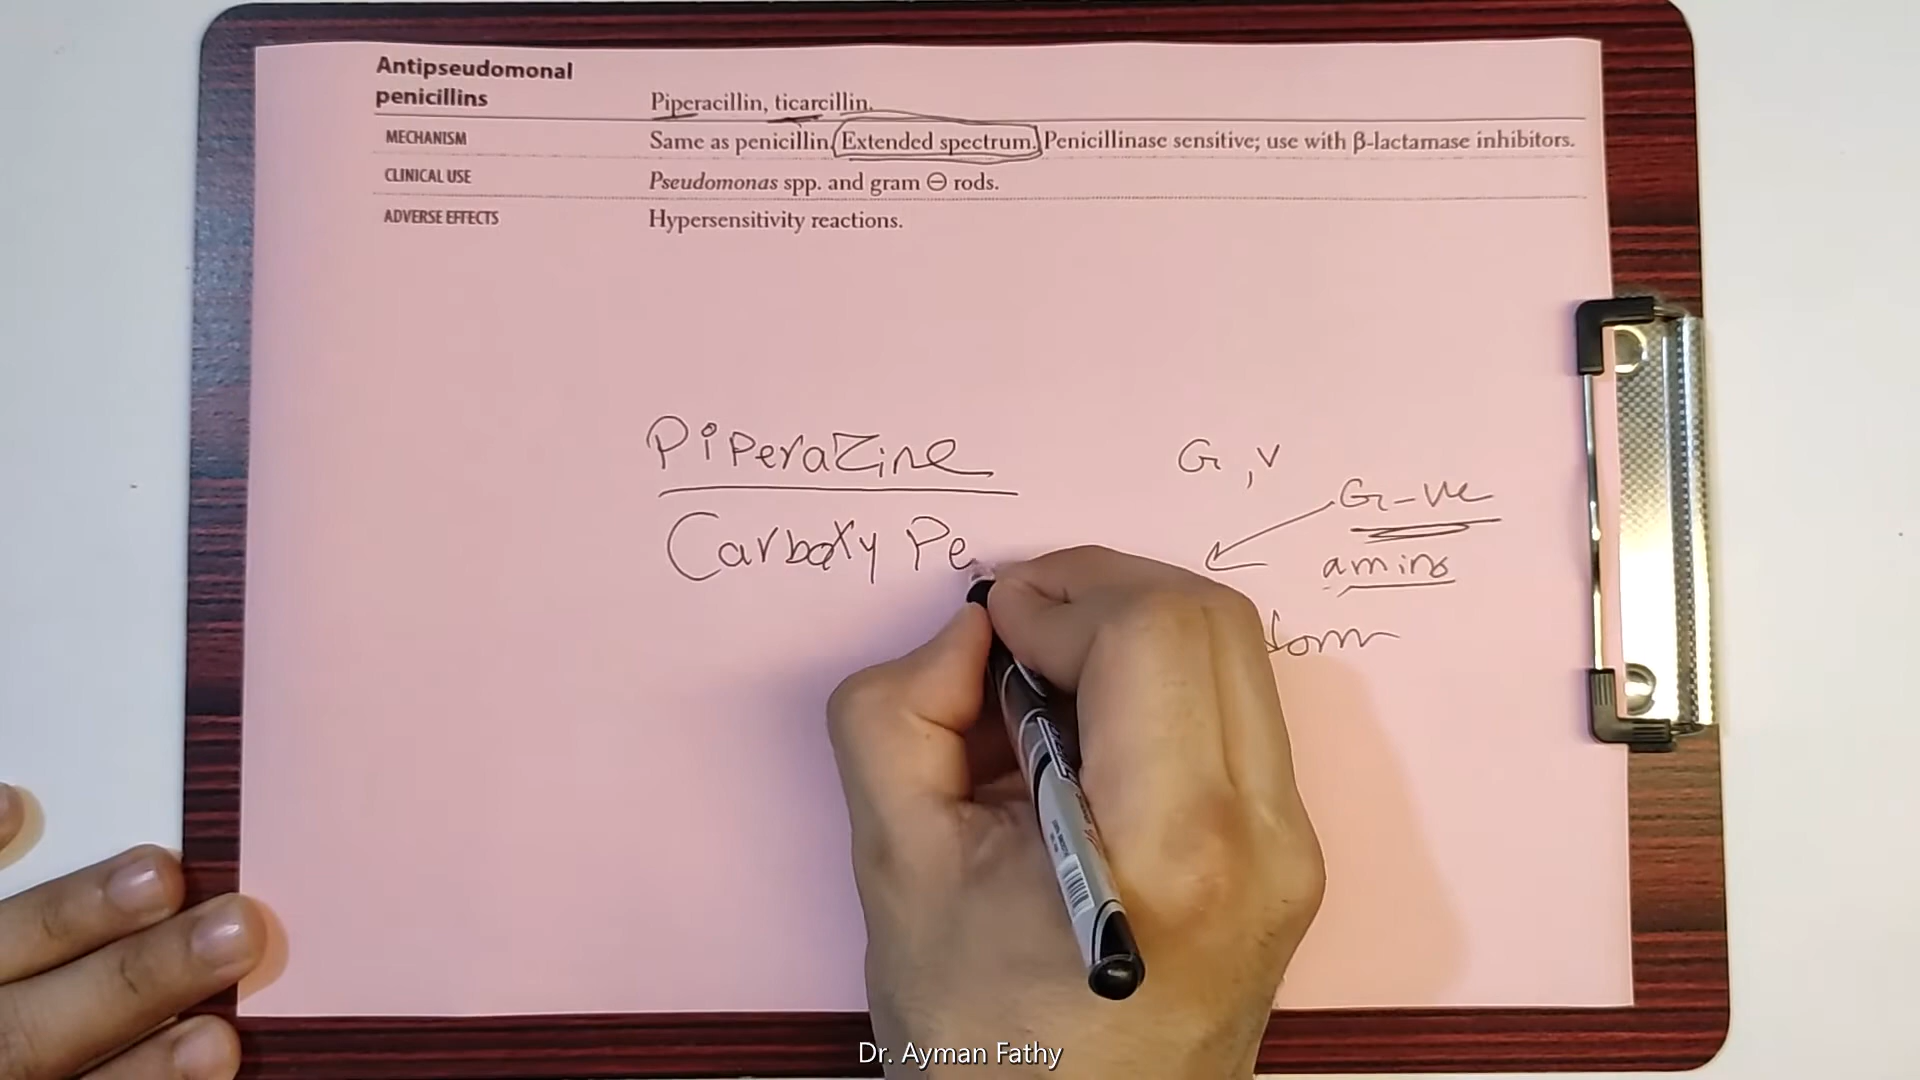 Antipseudomonal
penicillins
Piperacillin, ticarcillin.
MECHANISM
Same as penicillin. Extended spectrum. Penicillinase sensitive; use with β-lactamase inhibitors.
CLINICAL USE
Pseudomonas spp. and gram ⊖ rods.
ADVERSE EFFECTS
Hypersensitivity reactions.
Piperazine
Carboxy Pe
G, V
G-ve
amino
Dr. Ayman Fathy